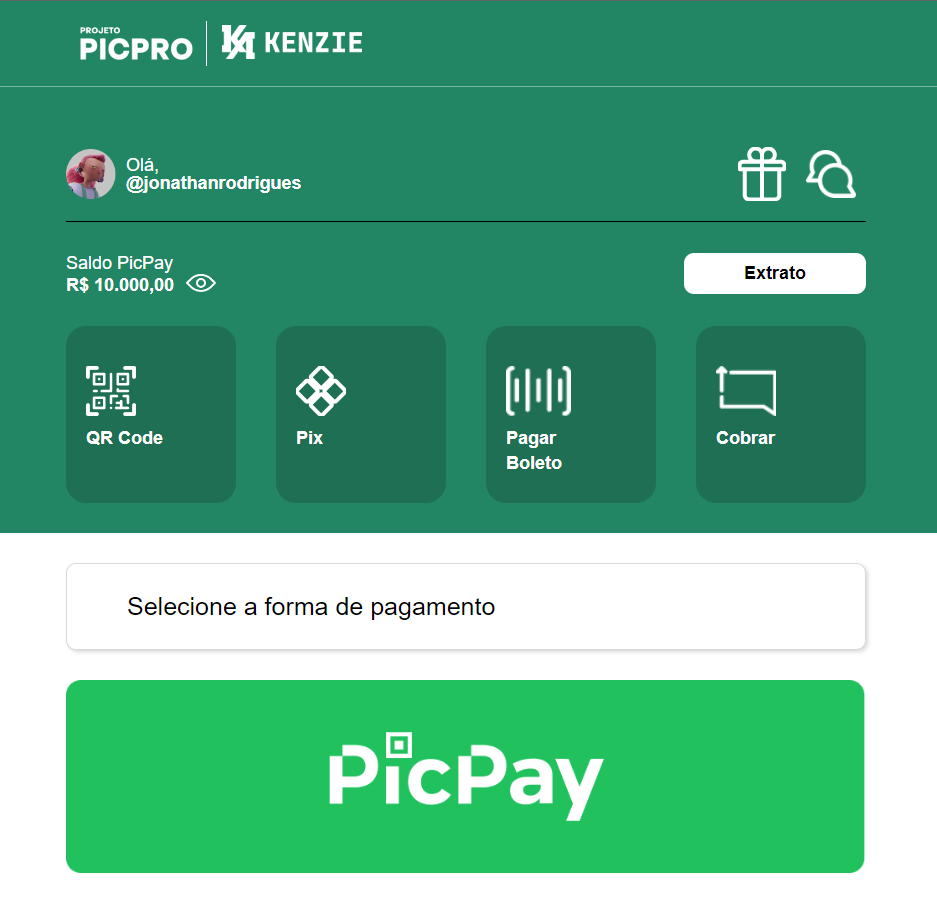 PROJETO
PICPRO
KENZIE
Olá,
@jonathanrodrigues
Saldo PicPay
R$ 10.000,00
Extrato
QR Code
Pix
Pagar
Boleto
Cobrar
Selecione a forma de pagamento
PicPay